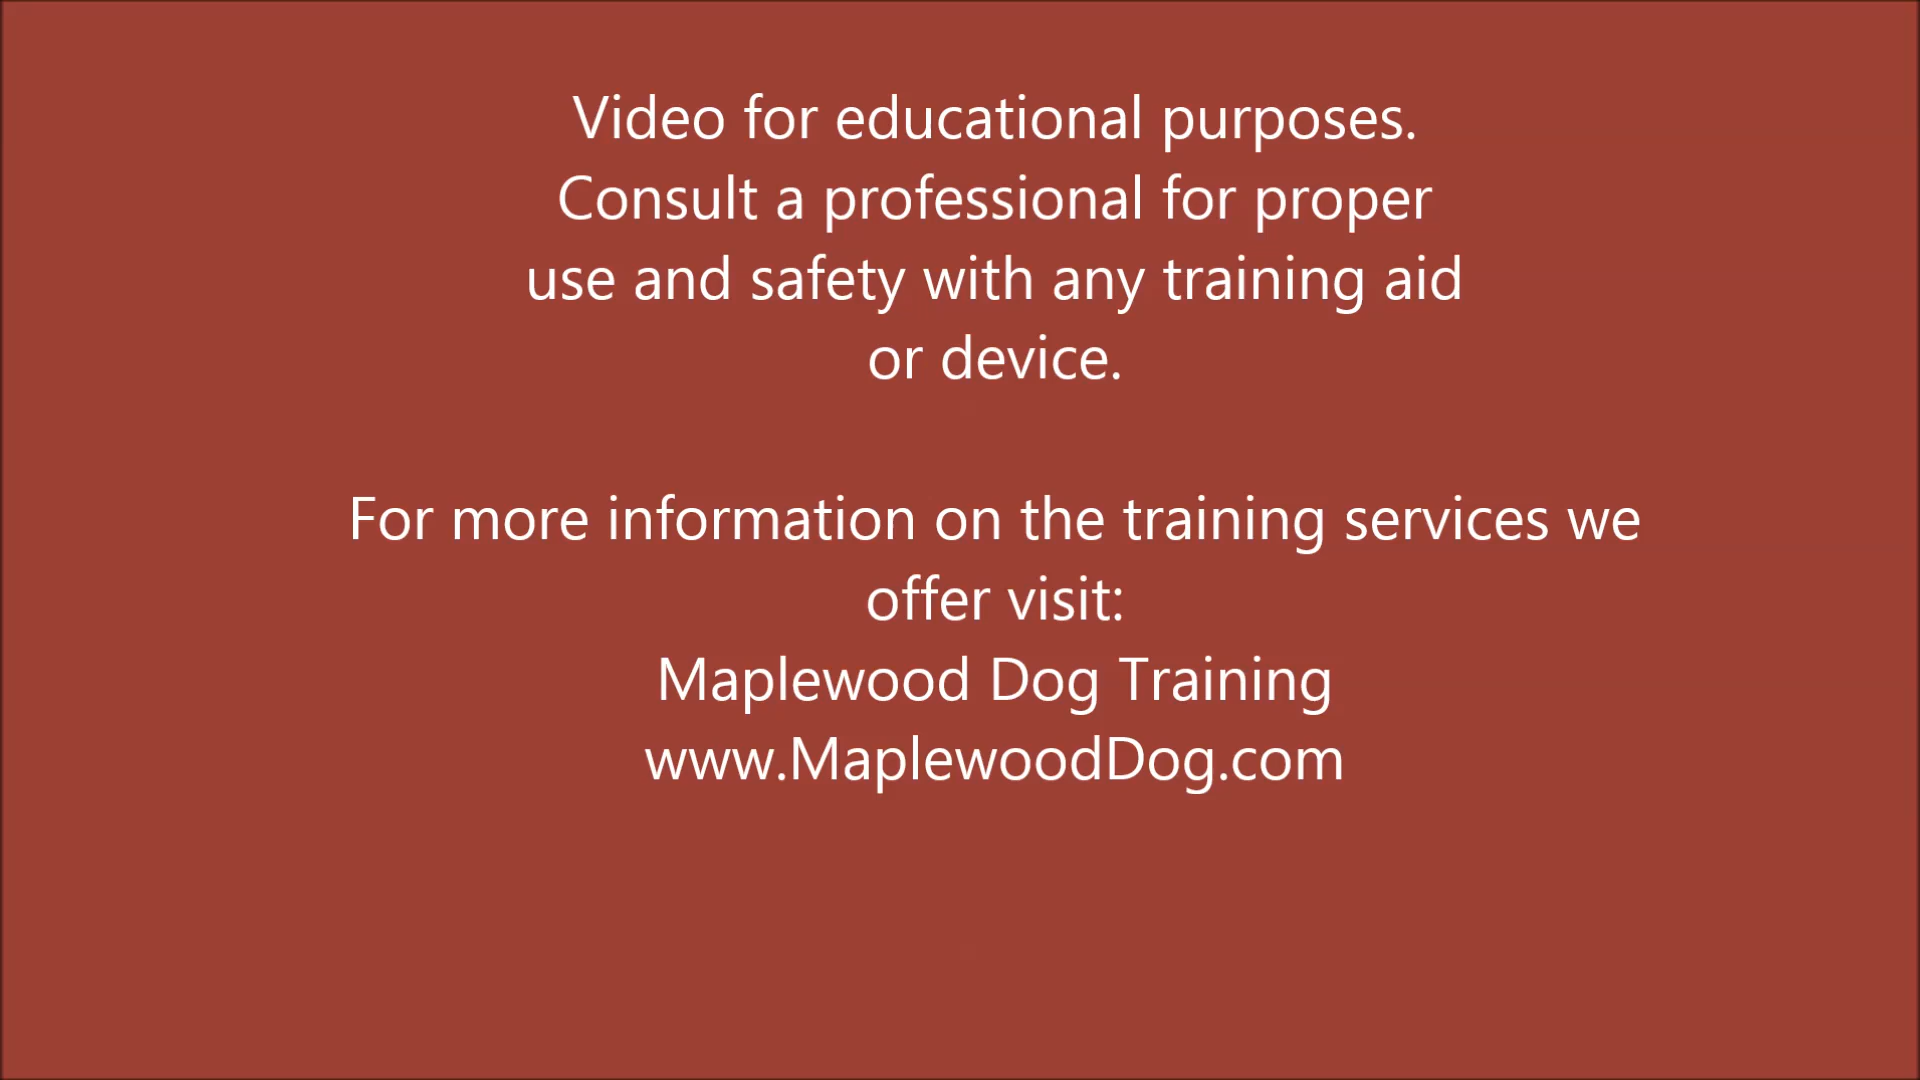 Video for educational purposes.
Consult a professional for proper
use and safety with any training aid
or device.
For more information on the training services we
offer visit:
Maplewood Dog Training
www.MaplewoodDog.com